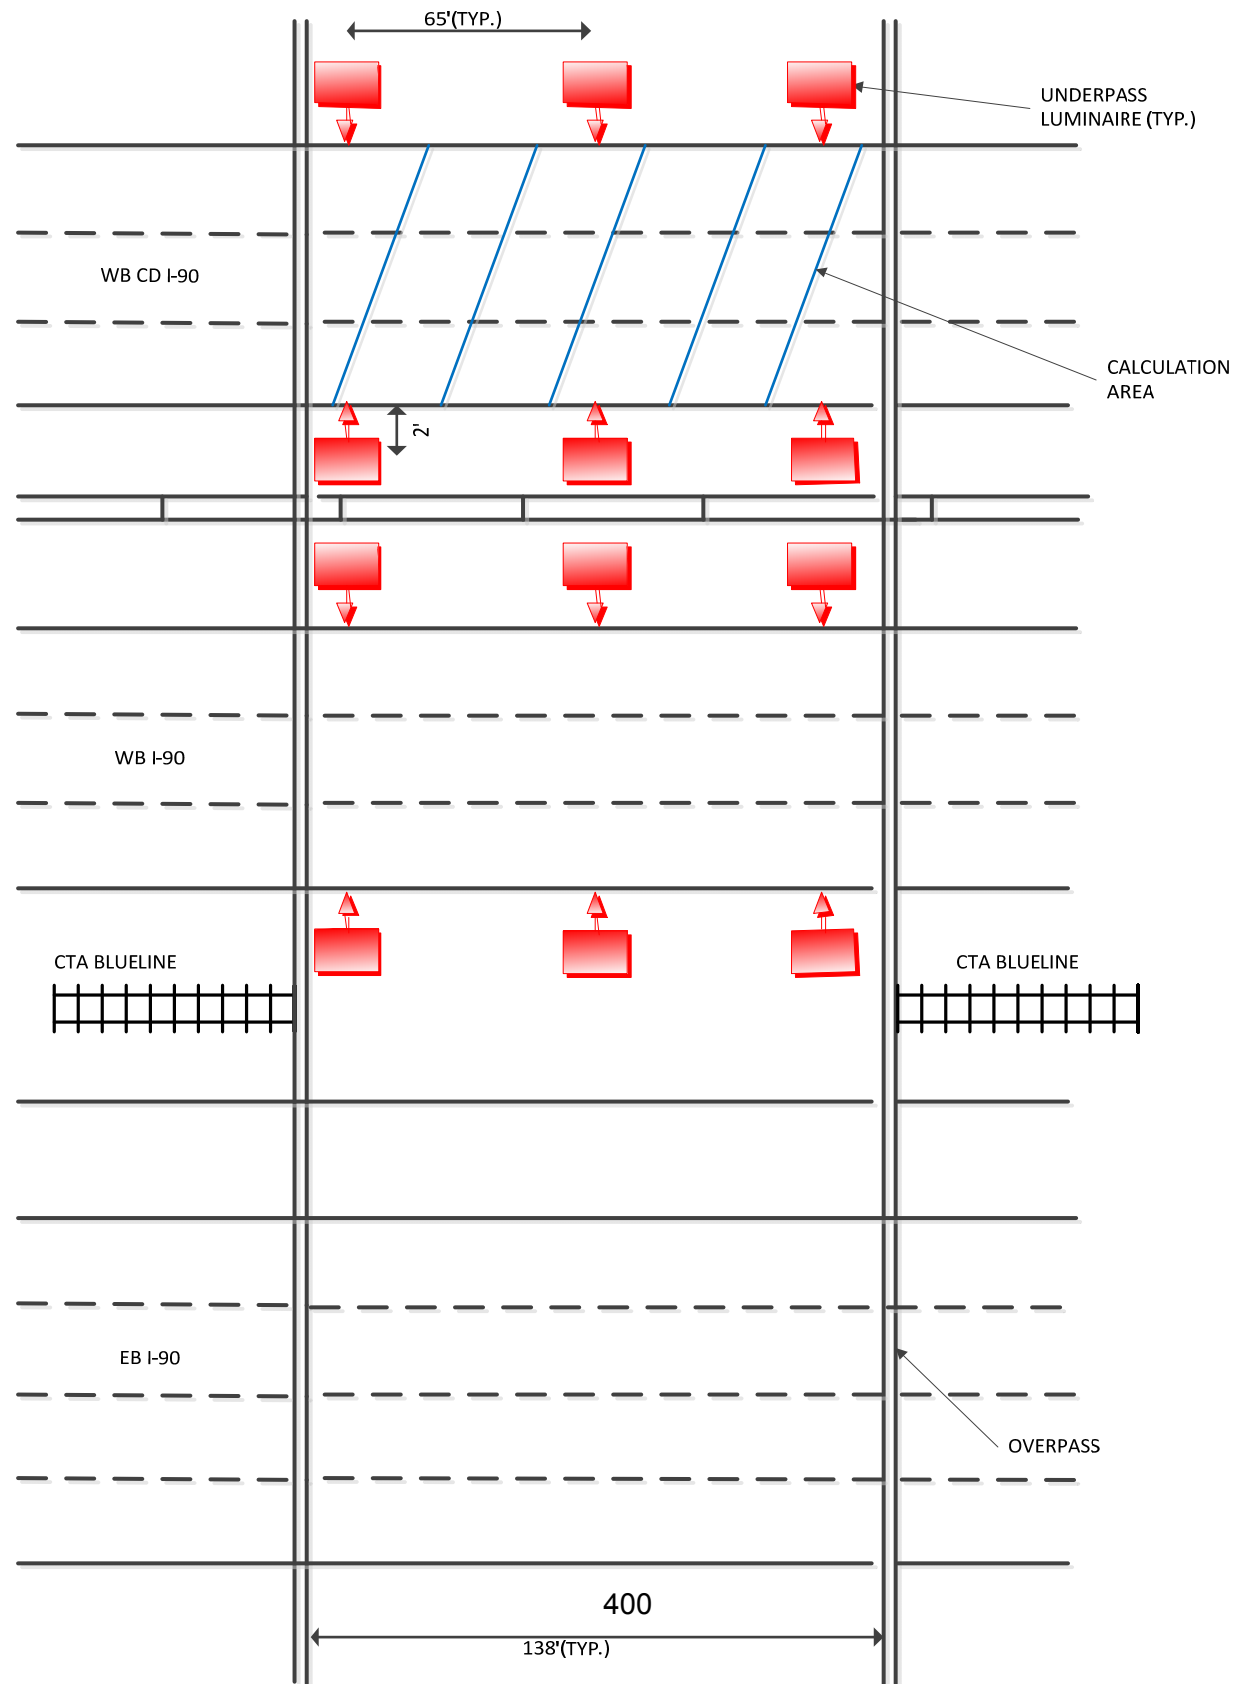 65'(TYP.)
UNDERPASS
LUMINAIRE (TYP.)
WB CD I-90
CALCULATION
AREA
2'
WB I-90
CTA BLUELINE
CTA BLUELINE
EB I-90
OVERPASS
400
138'(TYP.)